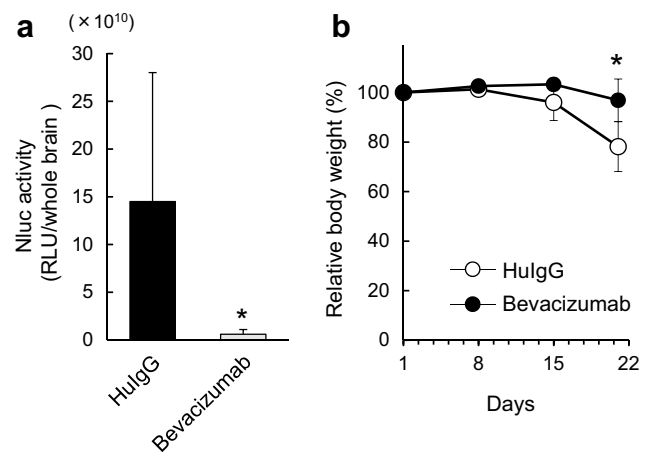 a
(×10¹⁰)
Nluc activity
(RLU/whole brain )
30
25
20
15
10
5
0
*
HuIgG
Bevacizumab
b
Relative body weight (%)
100
80
60
40
20
0
*
HuIgG
Bevacizumab
1 8 15 22
Days